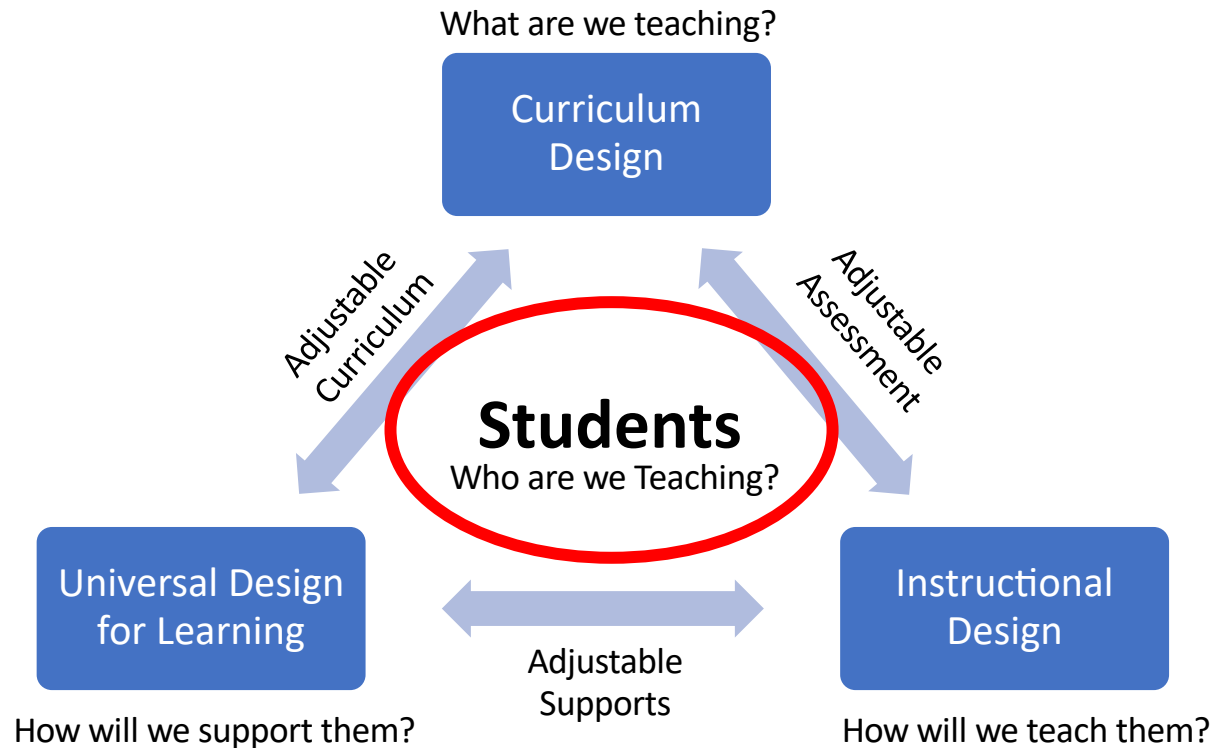 What are we teaching?
Curriculum
Design
Adjustable
Curriculum
Adjustable
Assessment
Students
Who are we Teaching?
Universal Design
for Learning
Instructional
Design
Adjustable
Supports
How will we support them?
How will we teach them?